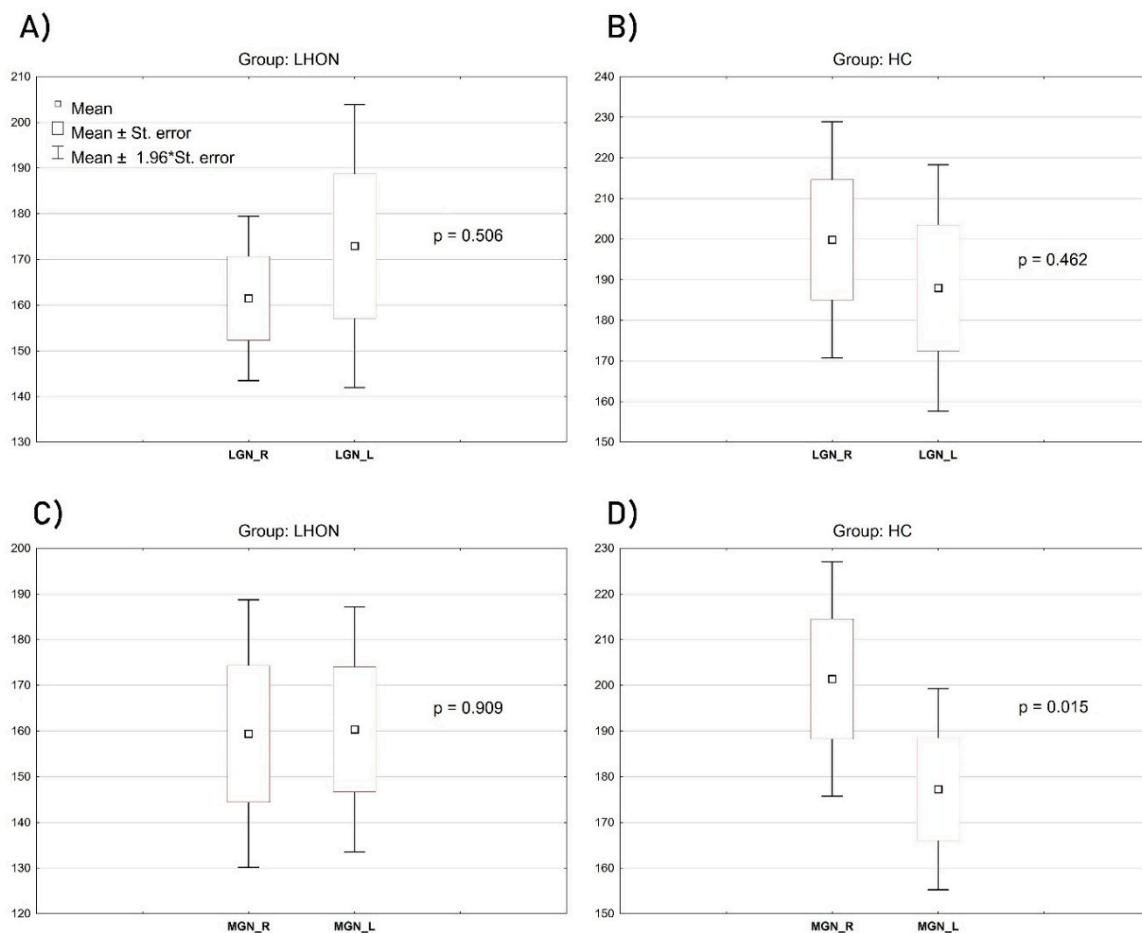 A)
Group: LHON
210
200
190
180
170
160
150
140
130
Mean
Mean ± St. error
Mean ± 1.96*St. error
p = 0.506
LGN_R LGN_L
B)
Group: HC
240
230
220
210
200
190
180
170
160
150
p = 0.462
LGN_R LGN_L
C)
Group: LHON
200
190
180
170
160
150
140
130
120
p = 0.909
MGN_R MGN_L
D)
Group: HC
230
220
210
200
190
180
170
160
150
p = 0.015
MGN_R MGN_L